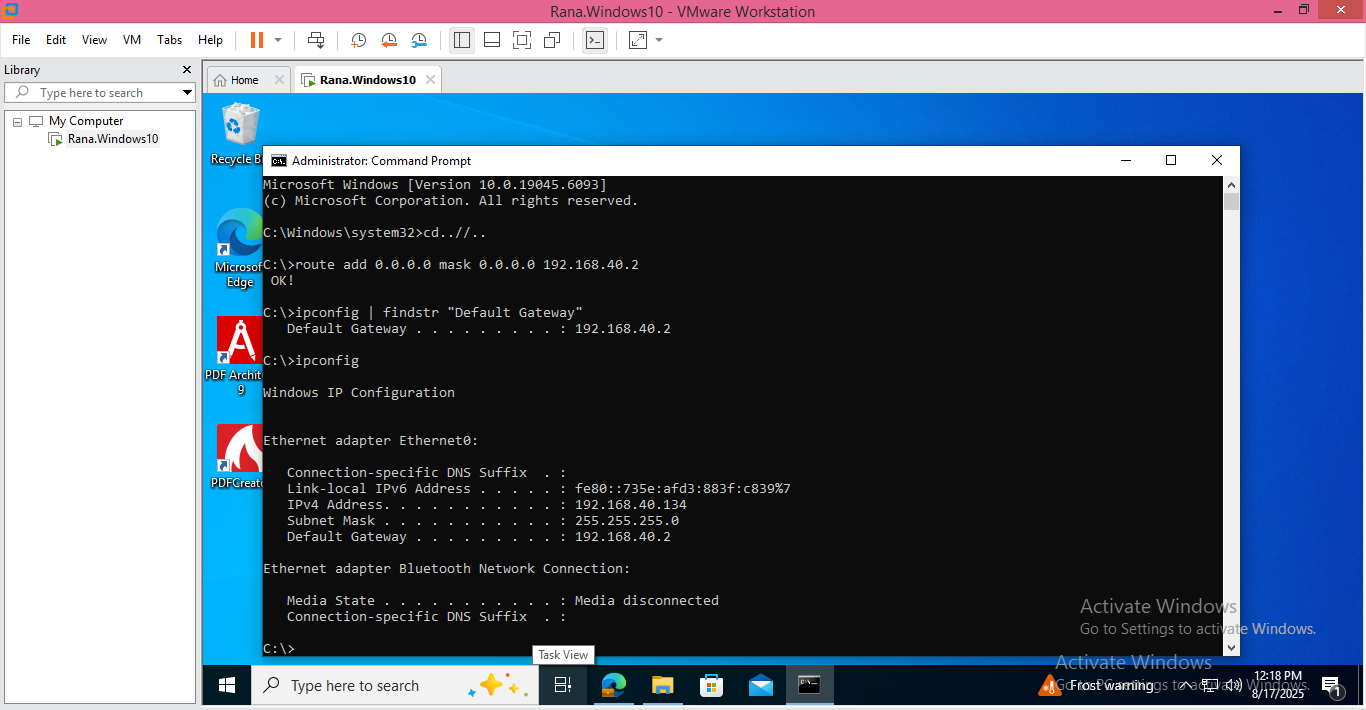 Rana.Windows10 - VMware Workstation
File Edit View VM Tabs Help
Library
Type here to search
My Computer
Rana.Windows10
Home
Rana.Windows10
Recycle
Microsof
Edge
PDF Archit
9
PDFCreat
Administrator: Command Prompt
Microsoft Windows [Version 10.0.19045.6093]
(c) Microsoft Corporation. All rights reserved.
C:\Windows\system32>cd..//..
C:\>route add 0.0.0.0 mask 0.0.0.0 192.168.40.2
 OK!
C:\>ipconfig | findstr "Default Gateway"
   Default Gateway . . . . . . . . . : 192.168.40.2
C:\>ipconfig
Windows IP Configuration
Ethernet adapter Ethernet0:
   Connection-specific DNS Suffix  . :
   Link-local IPv6 Address . . . . . : fe80::735e:afd3:883f:c839%7
   IPv4 Address. . . . . . . . . . . : 192.168.40.134
   Subnet Mask . . . . . . . . . . . : 255.255.255.0
   Default Gateway . . . . . . . . . : 192.168.40.2
Ethernet adapter Bluetooth Network Connection:
   Media State . . . . . . . . . . . : Media disconnected
   Connection-specific DNS Suffix  . :
C:\>
Activate Windows
Go to Settings to activate Windows.
Task View
Activate Windows
Go to PC settings to activate Windows.
Type here to search
Frost warning
12:18 PM
8/17/2025
1